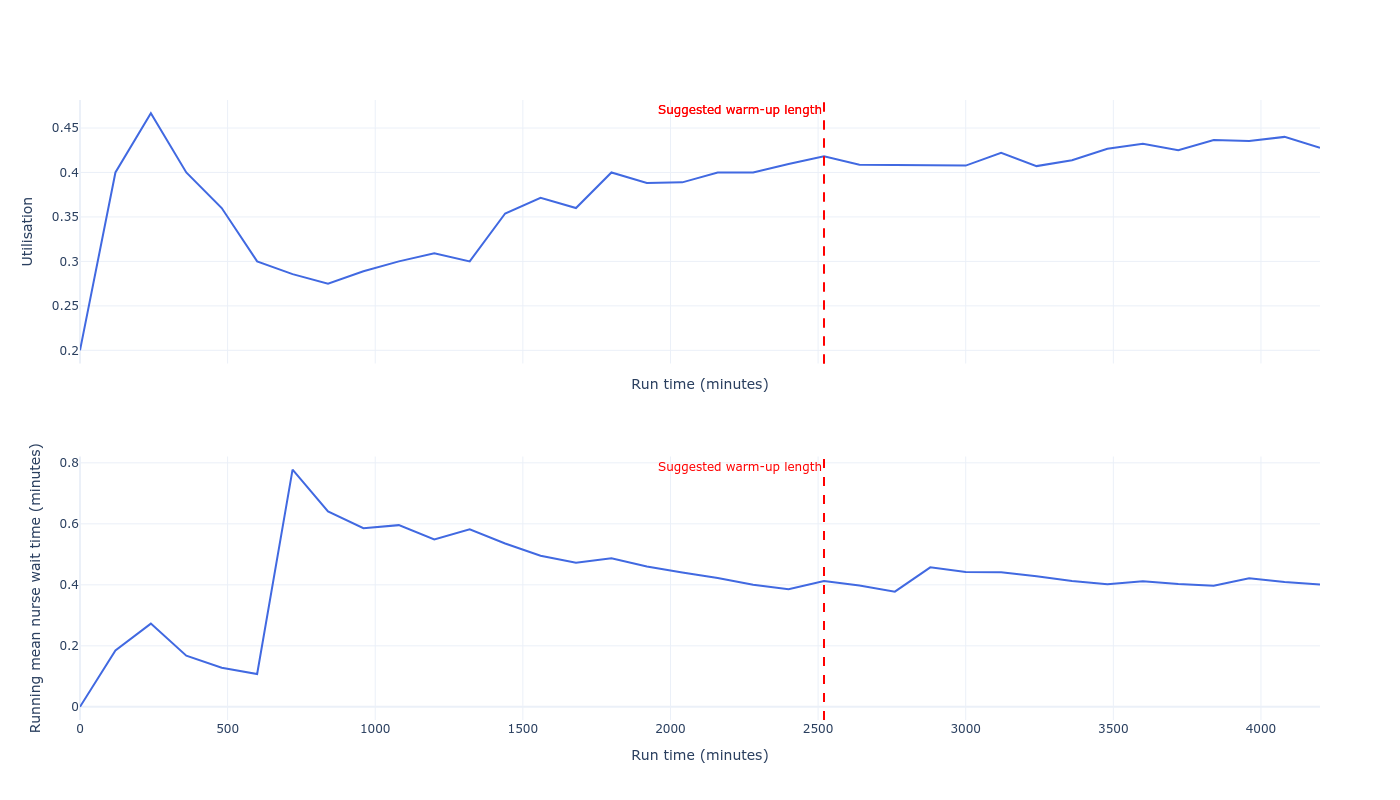 Suggested warm-up length
0.45
0.4
0.35
0.3
0.25
0.2
Utilisation
Run time (minutes)
Suggested warm-up length
0.8
0.6
0.4
0.2
0
Running mean nurse wait time (minutes)
0 500 1000 1500 2000 2500 3000 3500 4000
Run time (minutes)